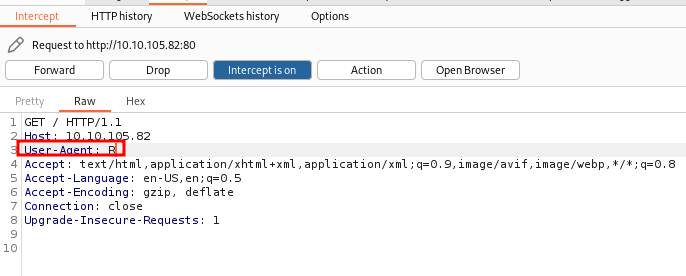 Intercept HTTP history WebSockets history Options
Request to http://10.10.105.82:80
Forward Drop Intercept is on Action Open Browser
Pretty Raw Hex
1 GET / HTTP/1.1
2 Host: 10.10.105.82
3 User-Agent: R
4 Accept: text/html,application/xhtml+xml,application/xml;q=0.9,image/avif,image/webp,*/*;q=0.8
5 Accept-Language: en-US,en;q=0.5
6 Accept-Encoding: gzip, deflate
7 Connection: close
8 Upgrade-Insecure-Requests: 1
9
10